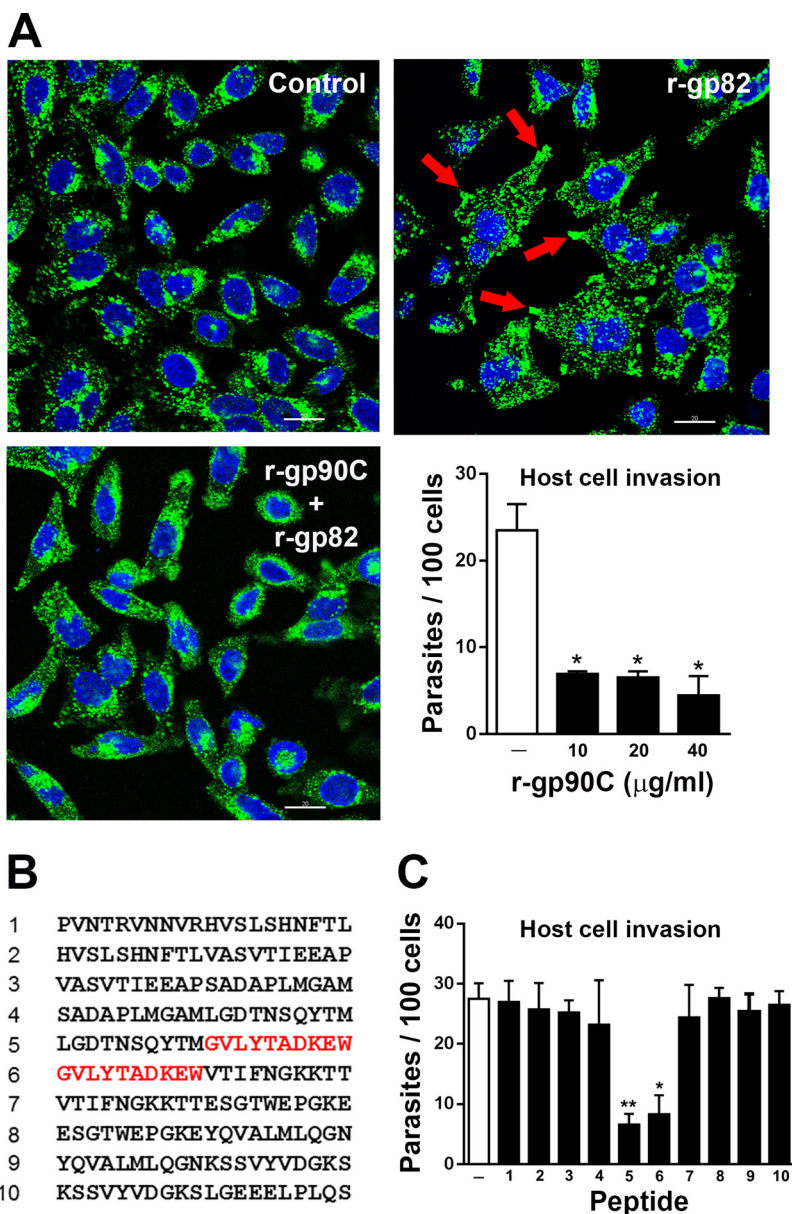 A
Control
r-gp82
20
r-gp90C
+
r-gp82
20
Host cell invasion
Parasites / 100 cells
30
20
10
0
*
*
*
–
10
20
40
r-gp90C (μg/ml)
B
1 PVNTRVNNVRHVSLSHNFTL
2 HVSLSHNFTLVASVTIEEAP
3 VASVTIEEAPSADAPLMGAM
4 SADAPLMGAMLGDTNSQYTM
5 LGDTNSQYTMGVLYTADKEW
6 GVLYTADKEWVTIFNGKKTT
7 VTIFNGKKTTESGTWEPGKE
8 ESGTWEPGKEYQVALMLQGN
9 YQVALMLQGNKSSVYVDGKS
10 KSSVYVDGKSLGEEELPLQS
C
Host cell invasion
Parasites / 100 cells
40
30
20
10
0
**
*
– 1 2 3 4 5 6 7 8 9 10
Peptide